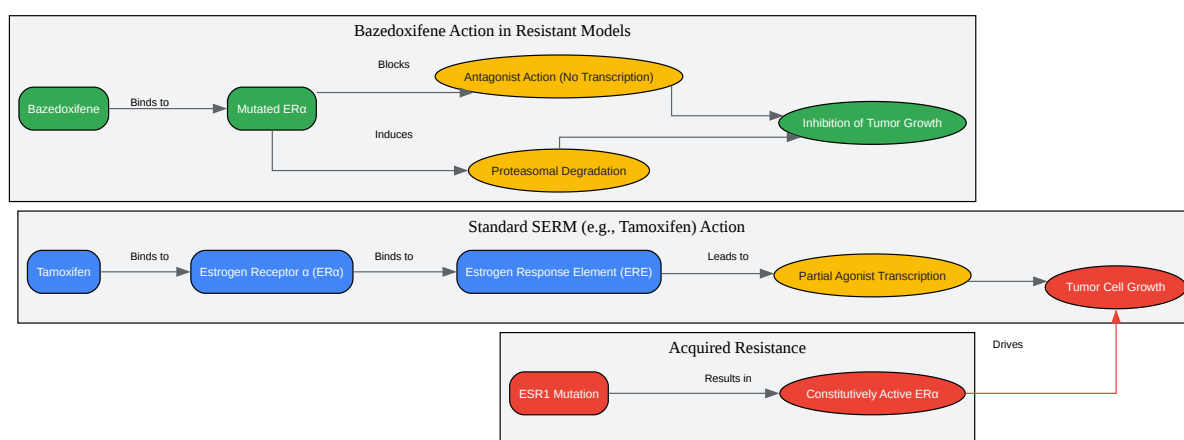 Bazedoxifene Action in Resistant Models
Blocks
Antagonist Action (No Transcription)
Bazedoxifene
Binds to
Mutated ERα
Inhibition of Tumor Growth
Induces
Proteasomal Degradation
Standard SERM (e.g., Tamoxifen) Action
Tamoxifen
Binds to
Estrogen Receptor α (ERα)
Binds to
Estrogen Response Element (ERE)
Leads to
Partial Agonist Transcription
Tumor Cell Growth
Acquired Resistance
Drives
ESR1 Mutation
Results in
Constitutively Active ERα